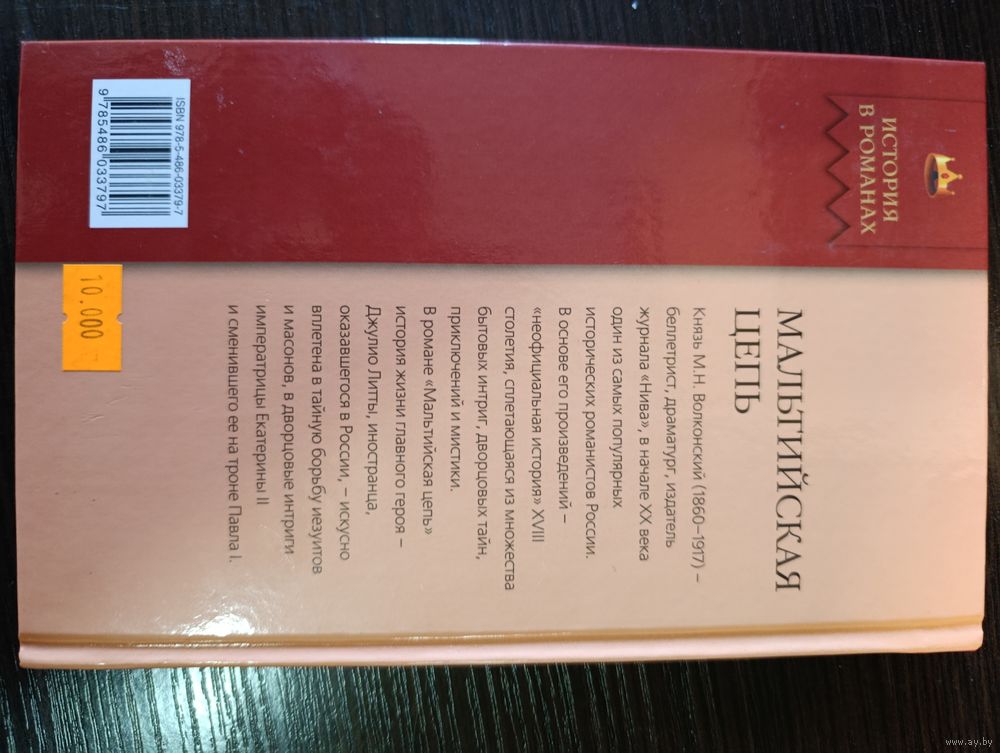 ИСТОРИЯ
В РОМАНАХ
МАЛЬТИЙСКАЯ
ЦЕПЬ
Князь М.Н. Волконский (1860–1917) –
беллетрист, драматург, издатель
журнала «Нива», в начале XX века
один из самых популярных
исторических романистов России.
В основе его произведений –
«неофициальная история» XVIII
столетия, сплетающаяся из множества
бытовых интриг, дворцовых тайн,
приключений и мистики.
В романе «Мальтийская цепь»
история жизни главного героя –
Джулио Литты, иностранца,
оказавшегося в России, – искусно
вплетена в тайную борьбу иезуитов
и масонов, в дворцовые интриги
императрицы Екатерины II
и сменившего ее на троне Павла I.
ISBN 978-5-486-03379-7
9 785486 033797
10.000
www.ay.by